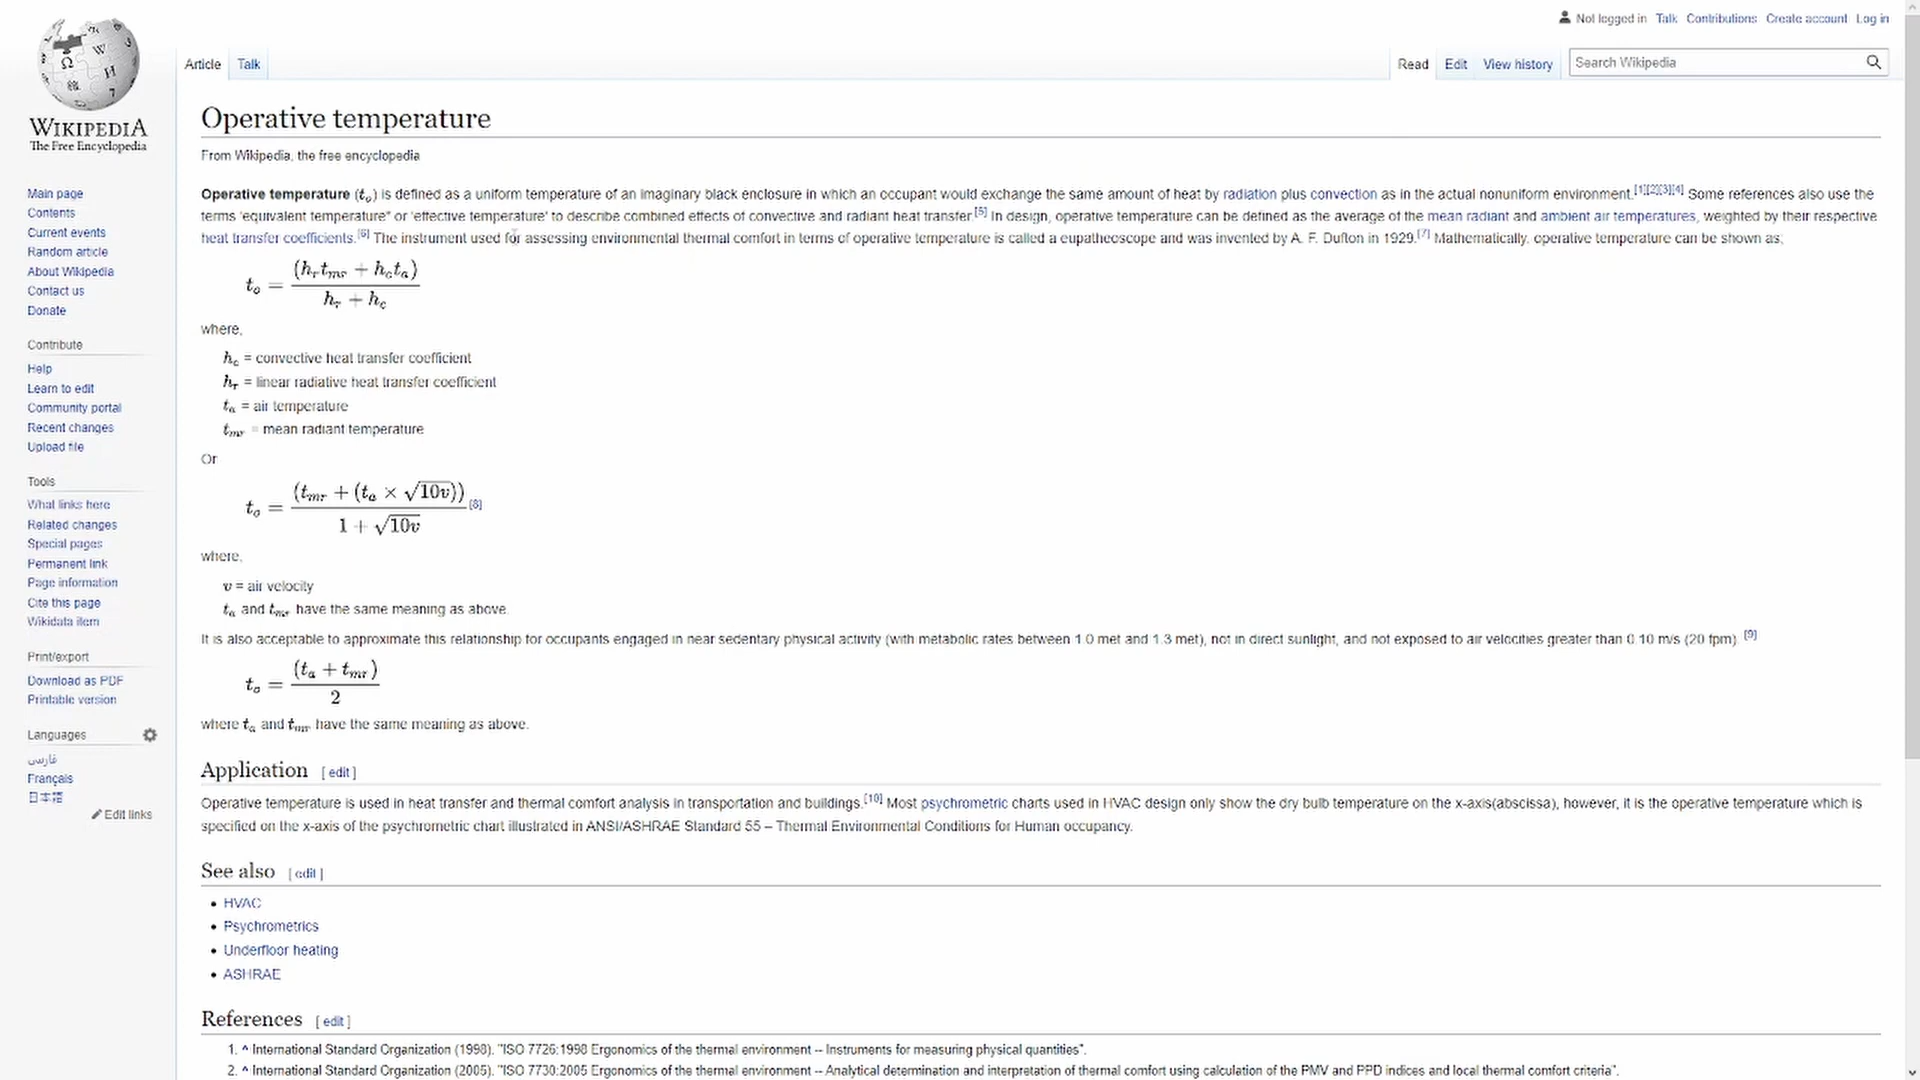 Not logged in Talk Contributions Create account Log in
Article Talk Read Edit View history Search Wikipedia
WIKIPEDIA
The Free Encyclopedia
Main page
Contents
Current events
Random article
About Wikipedia
Contact us
Donate
Contribute
Help
Learn to edit
Community portal
Recent changes
Upload file
Tools
What links here
Related changes
Special pages
Permanent link
Page information
Cite this page
Wikidata item
Print/export
Download as PDF
Printable version
Languages
فارسی
Français
日本語
Edit links
Operative temperature
From Wikipedia, the free encyclopedia
Operative temperature (t_o) is defined as a uniform temperature of an imaginary black enclosure in which an occupant would exchange the same amount of heat by radiation plus convection as in the actual nonuniform environment.[1][2][3][4] Some references also use the
terms 'equivalent temperature" or 'effective temperature' to describe combined effects of convective and radiant heat transfer.[5] In design, operative temperature can be defined as the average of the mean radiant and ambient air temperatures, weighted by their respective
heat transfer coefficients.[6] The instrument used for assessing environmental thermal comfort in terms of operative temperature is called a eupatheoscope and was invented by A. F. Dufton in 1929.[7] Mathematically, operative temperature can be shown as;
t_o = (h_r t_mr + h_c t_a) / (h_r + h_c)
where,
h_c = convective heat transfer coefficient
h_r = linear radiative heat transfer coefficient
t_a = air temperature
t_mr = mean radiant temperature
Or
t_o = (t_mr + (t_a × √10v)) / (1 + √10v) [8]
where,
v = air velocity
t_a and t_mr have the same meaning as above.
It is also acceptable to approximate this relationship for occupants engaged in near sedentary physical activity (with metabolic rates between 1.0 met and 1.3 met), not in direct sunlight, and not exposed to air velocities greater than 0.10 m/s (20 fpm). [9]
t_o = (t_a + t_mr) / 2
where t_a and t_mr have the same meaning as above.
Application [ edit ]
Operative temperature is used in heat transfer and thermal comfort analysis in transportation and buildings.[10] Most psychrometric charts used in HVAC design only show the dry bulb temperature on the x-axis(abscissa), however, it is the operative temperature which is
specified on the x-axis of the psychrometric chart illustrated in ANSI/ASHRAE Standard 55 – Thermal Environmental Conditions for Human occupancy.
See also [ edit ]
• HVAC
• Psychrometrics
• Underfloor heating
• ASHRAE
References [ edit ]
1. ^ International Standard Organization (1998). "ISO 7726:1998 Ergonomics of the thermal environment -- Instruments for measuring physical quantities".
2. ^ International Standard Organization (2005). "ISO 7730:2005 Ergonomics of the thermal environment -- Analytical determination and interpretation of thermal comfort using calculation of the PMV and PPD indices and local thermal comfort criteria".